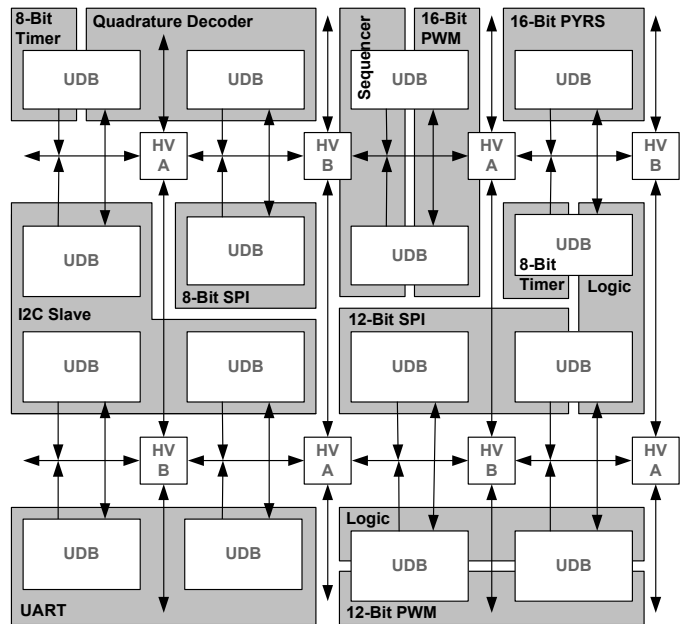 8-Bit
Timer
Quadrature Decoder
Sequencer
16-Bit
PWM
16-Bit PYRS
UDB
UDB
UDB
UDB
HV
A
HV
B
HV
A
HV
B
UDB
UDB
UDB
UDB
8-Bit
Timer
Logic
8-Bit SPI
I2C Slave
12-Bit SPI
UDB
UDB
UDB
UDB
HV
B
HV
A
HV
B
HV
A
Logic
UDB
UDB
UDB
UDB
UART
12-Bit PWM